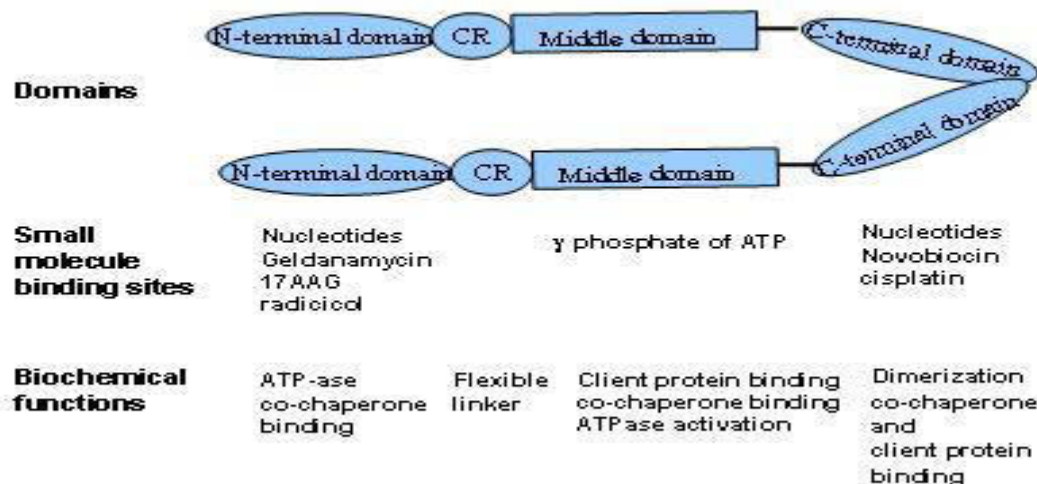 N-terminal domain CR Middle domain C-terminal domain
Domains
C-terminal domain
N-terminal domain CR Middle domain
Small
molecule
binding sites
Nucleotides
Geldanamycin
17AAG
radicicol
γ phosphate of ATP
Nucleotides
Novobiocin
cisplatin
Biochemical
functions
ATP-ase
co-chaperone
binding
Flexible
linker
Client protein binding
co-chaperone binding
ATPase activation
Dimerization
co-chaperone
and
client protein
binding